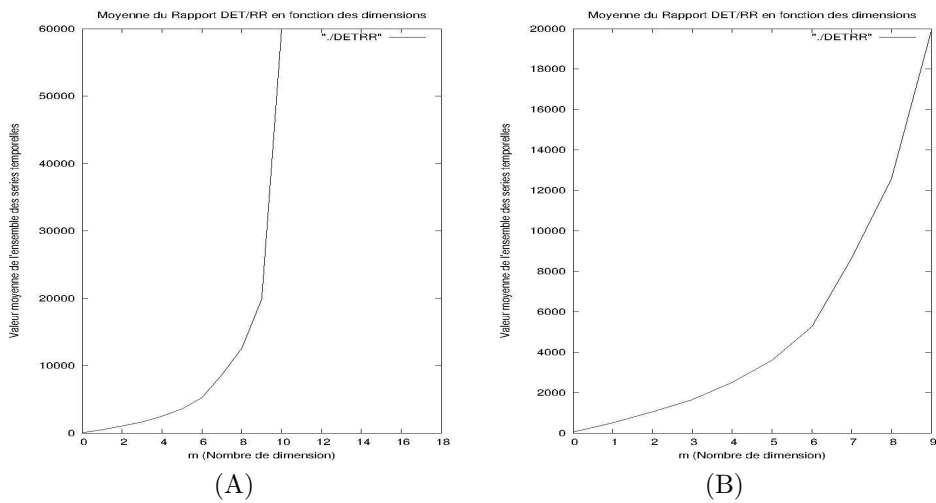 Moyenne du Rapport DET/RR en fonction des dimensions
"./DETRR"
Valeur moyenne de l'ensemble des series temporelles
60000
50000
40000
30000
20000
10000
0
0 2 4 6 8 10 12 14 16 18
m (Nombre de dimension)
(A)
Moyenne du Rapport DET/RR en fonction des dimensions
"./DETRR"
Valeur moyenne de l'ensemble des series temporelles
20000
18000
16000
14000
12000
10000
8000
6000
4000
2000
0
0 1 2 3 4 5 6 7 8 9
m (Nombre de dimension)
(B)